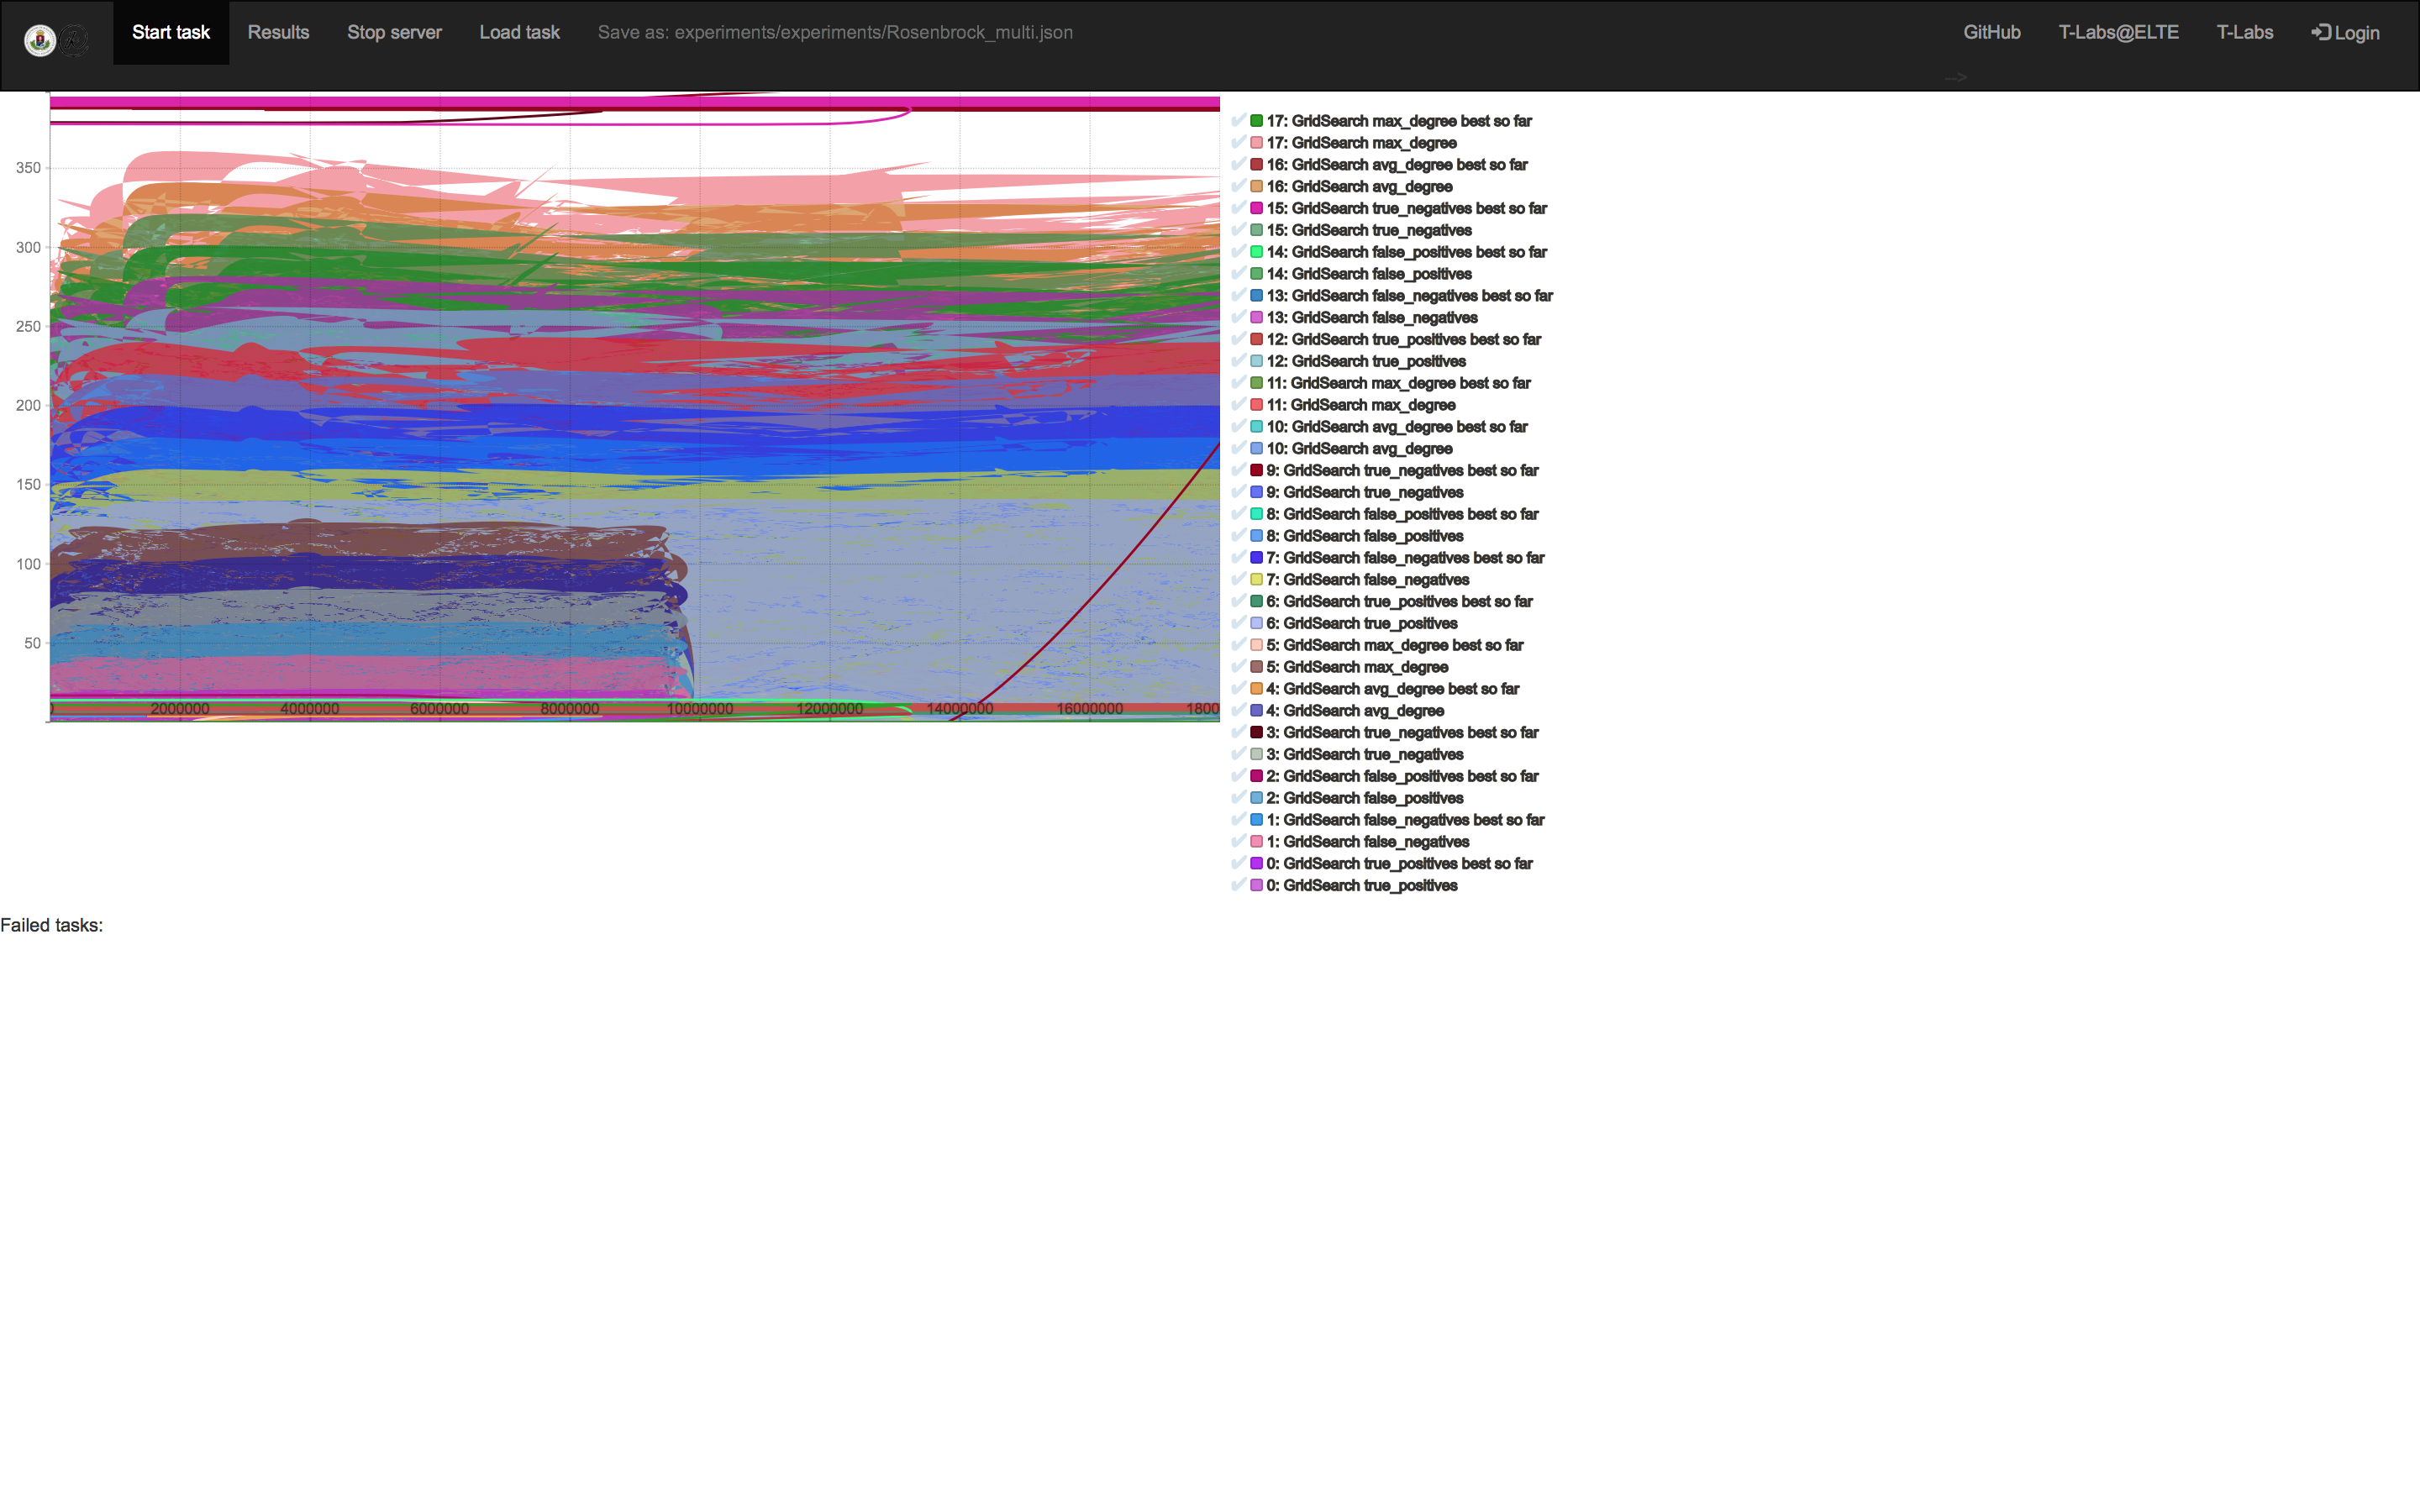 Start task Results Stop server Load task Save as: experiments/experiments/Rosenbrock_multi.json GitHub T-Labs@ELTE T-Labs Login
-->
350
300
250
200
150
100
50
0 2000000 4000000 6000000 8000000 10000000 12000000 14000000 16000000 1800
17: GridSearch max_degree best so far
17: GridSearch max_degree
16: GridSearch avg_degree best so far
16: GridSearch avg_degree
15: GridSearch true_negatives best so far
15: GridSearch true_negatives
14: GridSearch false_positives best so far
14: GridSearch false_positives
13: GridSearch false_negatives best so far
13: GridSearch false_negatives
12: GridSearch true_positives best so far
12: GridSearch true_positives
11: GridSearch max_degree best so far
11: GridSearch max_degree
10: GridSearch avg_degree best so far
10: GridSearch avg_degree
9: GridSearch true_negatives best so far
9: GridSearch true_negatives
8: GridSearch false_positives best so far
8: GridSearch false_positives
7: GridSearch false_negatives best so far
7: GridSearch false_negatives
6: GridSearch true_positives best so far
6: GridSearch true_positives
5: GridSearch max_degree best so far
5: GridSearch max_degree
4: GridSearch avg_degree best so far
4: GridSearch avg_degree
3: GridSearch true_negatives best so far
3: GridSearch true_negatives
2: GridSearch false_positives best so far
2: GridSearch false_positives
1: GridSearch false_negatives best so far
1: GridSearch false_negatives
0: GridSearch true_positives best so far
0: GridSearch true_positives
Failed tasks: